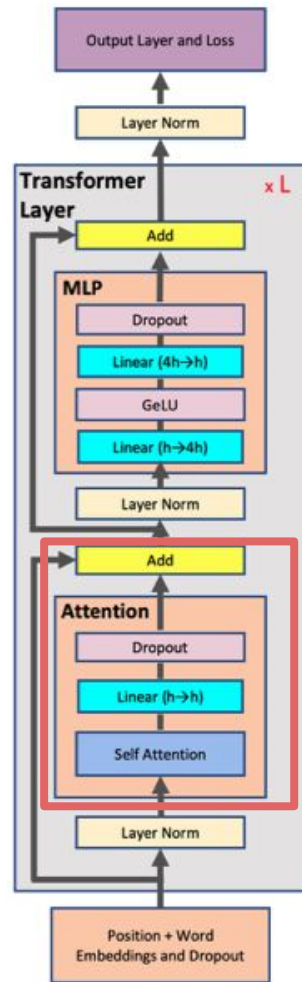 Output Layer and Loss
Layer Norm
Transformer
Layer
x L
Add
MLP
Dropout
Linear (4h→h)
GeLU
Linear (h→4h)
Layer Norm
Add
Attention
Dropout
Linear (h→h)
Self Attention
Layer Norm
Position + Word
Embeddings and Dropout